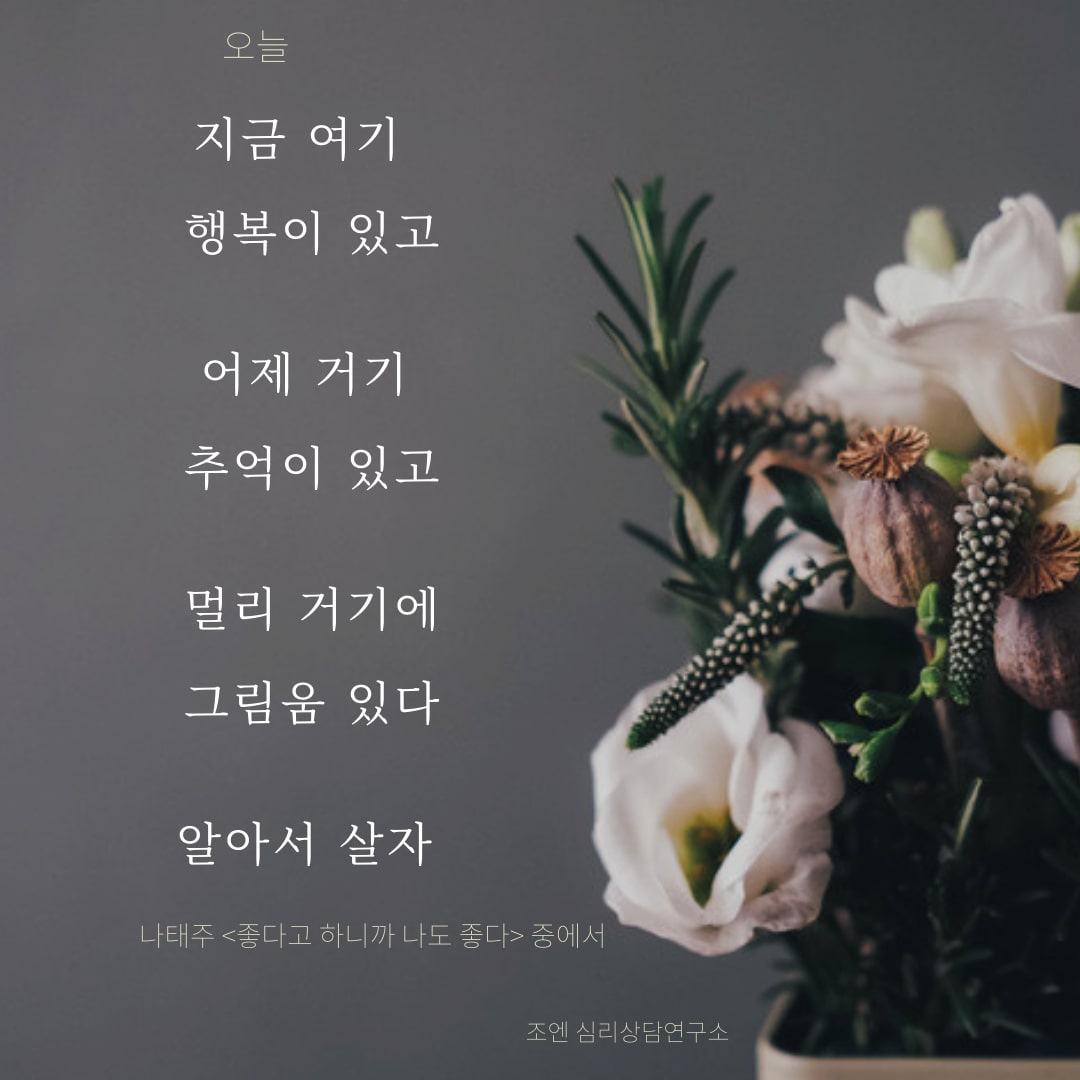 오늘
지금 여기
행복이 있고
어제 거기
추억이 있고
멀리 거기에
그림움 있다
알아서 살자
나태주 <좋다고 하니까 나도 좋다> 중에서
조엔 심리상담연구소